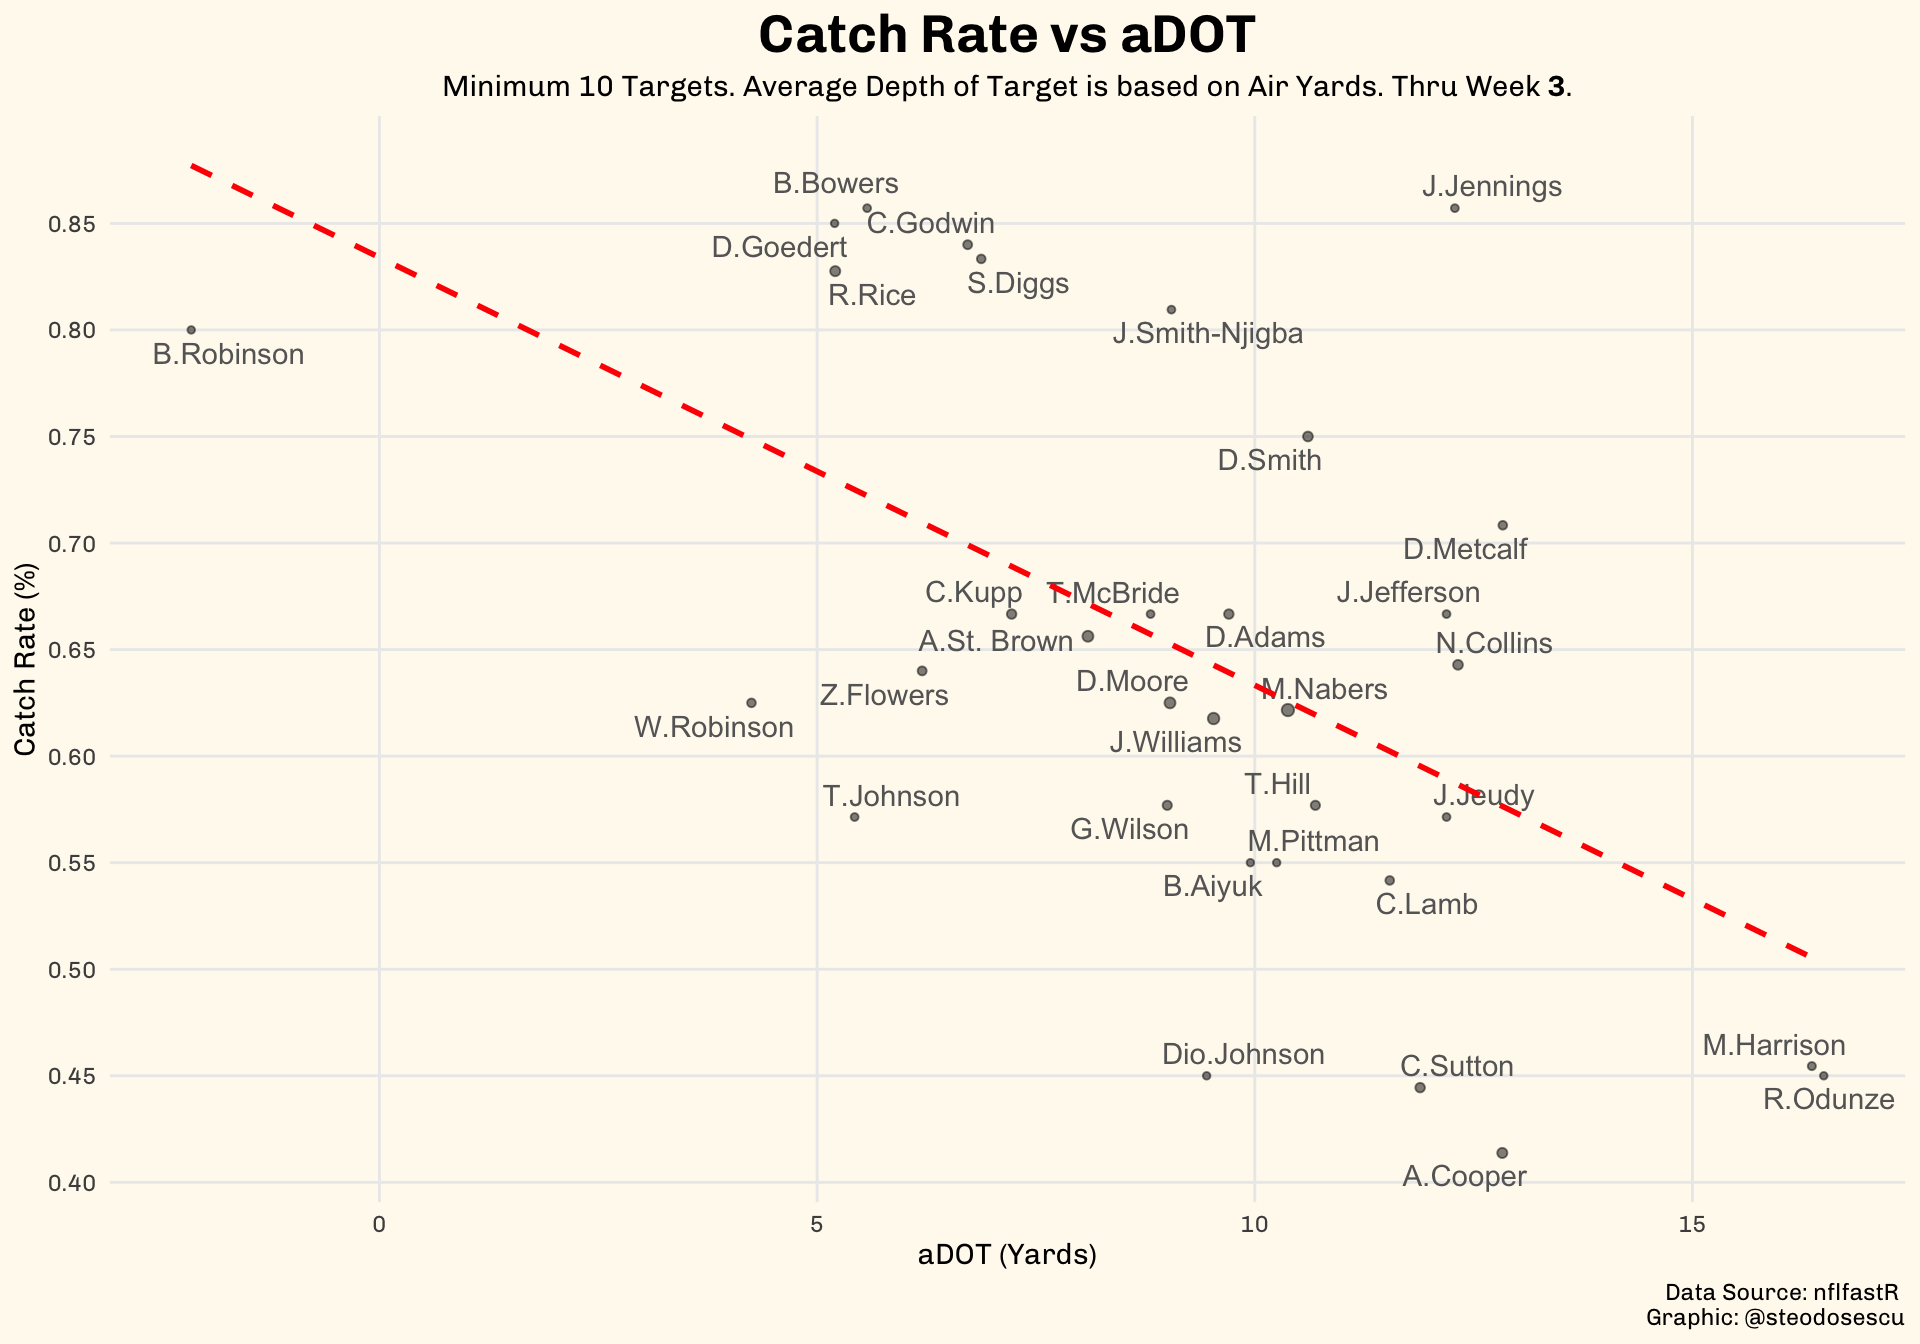 Catch Rate vs aDOT
Minimum 10 Targets. Average Depth of Target is based on Air Yards. Thru Week 3.
B.Bowers
J.Jennings
C.Godwin
D.Goedert
S.Diggs
R.Rice
J.Smith-Njigba
B.Robinson
D.Smith
D.Metcalf
C.Kupp
T.McBride
J.Jefferson
A.St. Brown
D.Adams
N.Collins
D.Moore
M.Nabers
Z.Flowers
W.Robinson
J.Williams
T.Hill
T.Johnson
J.Jeudy
G.Wilson
M.Pittman
B.Aiyuk
C.Lamb
M.Harrison
Dio.Johnson
C.Sutton
R.Odunze
A.Cooper
0.85
0.80
0.75
0.70
0.65
0.60
0.55
0.50
0.45
0.40
Catch Rate (%)
0 5 10 15
aDOT (Yards)
Data Source: nflfastR
Graphic: @steodosescu